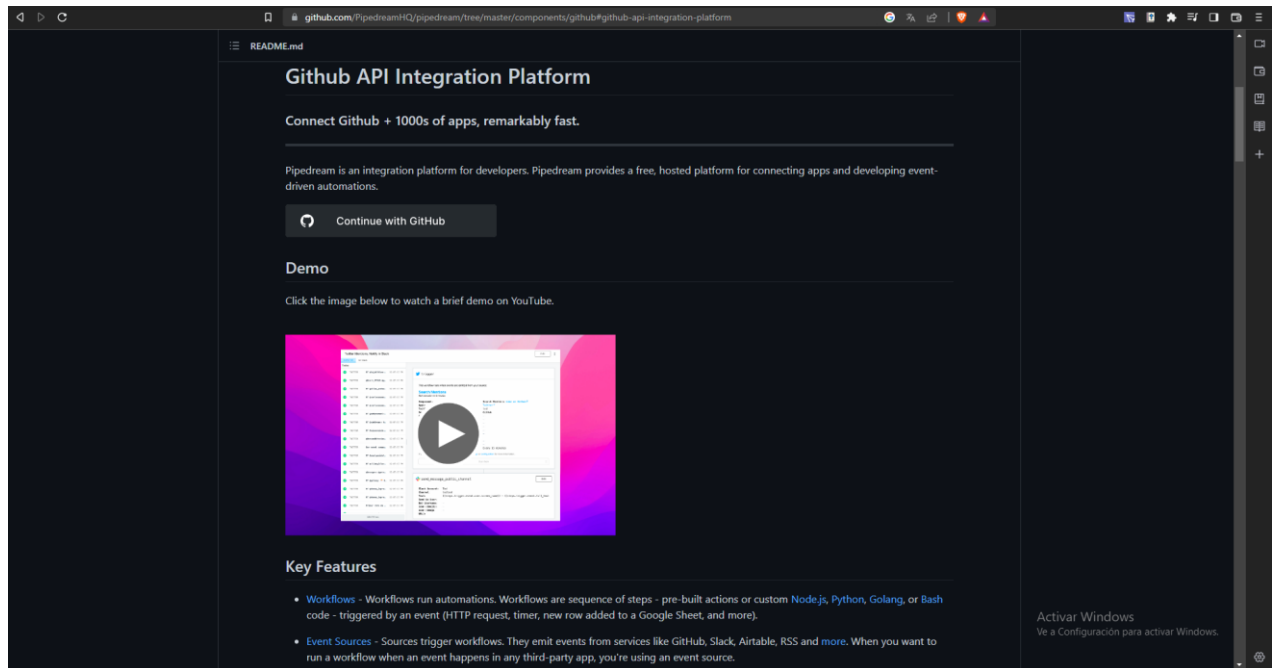 github.com/PipedreamHQ/pipedream/tree/master/components/github#github-api-integration-platform
README.md
Github API Integration Platform
Connect Github + 1000s of apps, remarkably fast.
Pipedream is an integration platform for developers. Pipedream provides a free, hosted platform for connecting apps and developing event-
driven automations.
Continue with GitHub
Demo
Click the image below to watch a brief demo on YouTube.
Key Features
• Workflows - Workflows run automations. Workflows are sequence of steps - pre-built actions or custom Node.js, Python, Golang, or Bash
code - triggered by an event (HTTP request, timer, new row added to a Google Sheet, and more).
• Event Sources - Sources trigger workflows. They emit events from services like GitHub, Slack, Airtable, RSS and more. When you want to
run a workflow when an event happens in any third-party app, you're using an event source.
Activar Windows
Ve a Configuración para activar Windows.